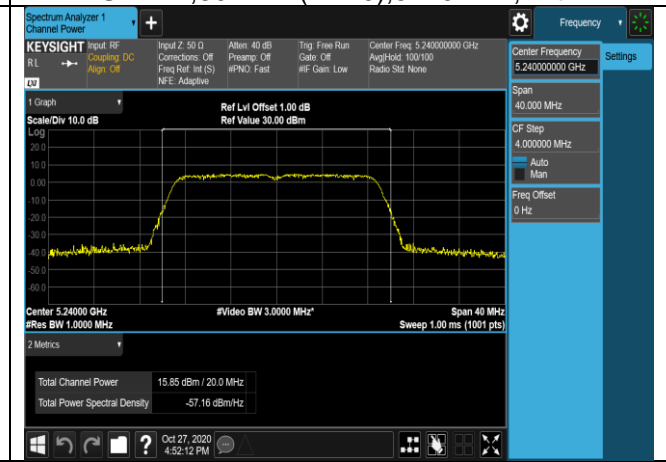 Spectrum Analyzer 1
Channel Power
Frequency
KEYSIGHT
Input: RF
Input Z: 50 Ω
Atten: 40 dB
Trig: Free Run
Center Freq: 5.240000000 GHz
RL
Coupling: DC
Corrections: Off
Preamp: Off
Gate: Off
Avg|Hold: 100/100
Align: Off
Freq Ref: Int (S)
#PNO: Fast
#IF Gain: Low
Radio Std: None
LXI
NFE: Adaptive
Center Frequency
5.240000000 GHz
Settings
Span
40.000 MHz
CF Step
4.000000 MHz
Auto
Man
Freq Offset
0 Hz
1 Graph
Ref Lvl Offset 1.00 dB
Scale/Div 10.0 dB
Ref Value 30.00 dBm
Log
20.0
10.0
0.00
-10.0
-20.0
-30.0
-40.0
-50.0
-60.0
Center 5.24000 GHz
#Video BW 3.0000 MHz*
Span 40 MHz
#Res BW 1.0000 MHz
Sweep 1.00 ms (1001 pts)
2 Metrics
Total Channel Power
15.85 dBm / 20.0 MHz
Total Power Spectral Density
-57.16 dBm/Hz
?
Oct 27, 2020
4:52:12 PM